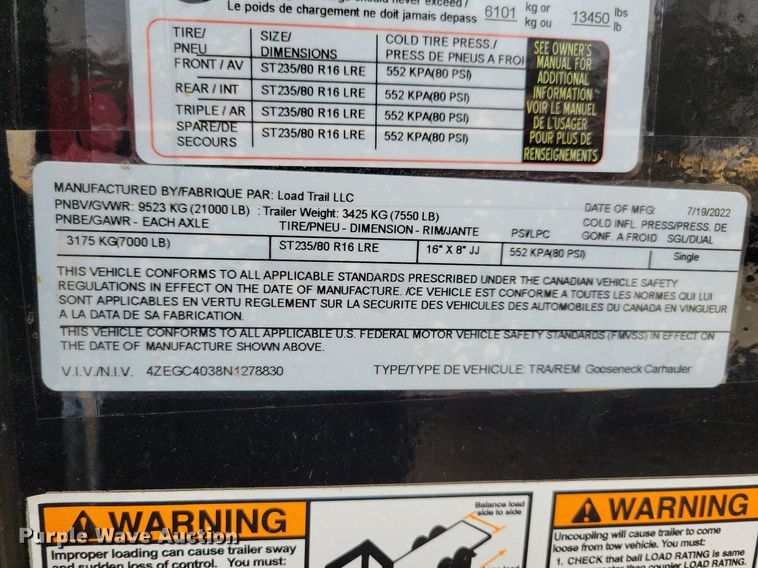 should never exceed /
Le poids de chargement ne doit jamais depass 6101 kg or kg ou 13450 lbs lb
TIRE/ PNEU SIZE/ DIMENSIONS COLD TIRE PRESS./ PRESS DE PNEUS A FROI
FRONT / AV ST235/80 R16 LRE 552 KPA(80 PSI)
REAR / INT ST235/80 R16 LRE 552 KPA(80 PSI)
TRIPLE / AR ST235/80 R16 LRE 552 KPA(80 PSI)
SPARE/DE SECOURS ST235/80 R16 LRE 552 KPA(80 PSI)
SEE OWNER'S
MANUAL FOR
ADDITIONAL
INFORMATION
VOIR LE MANUEL
DE L'USAGER
POUR PLUS DE
RENSEIGNEMENTS
MANUFACTURED BY/FABRIQUE PAR: Load Trail LLC
DATE OF MFG: 7/19/2022
PNBV/GVWR: 9523 KG (21000 LB) : Trailer Weight: 3425 KG (7550 LB)
COLD INFL. PRESS/PRESS. DE
PNBE/GAWR - EACH AXLE TIRE/PNEU - DIMENSION - RIM/JANTE PSI/LPC GONF. A FROID SGL/DUAL
3175 KG(7000 LB) ST235/80 R16 LRE 16" X 8" JJ 552 KPA(80 PSI) Single
THIS VEHICLE CONFORMS TO ALL APPLICABLE STANDARDS PRESCRIBED UNDER THE CANADIAN VEHICLE SAFETY
REGULATIONS IN EFFECT ON THE DATE OF MANUFACTURE. /CE VEHICLE EST CONFORME A TOUTES LES NORMES QUI LUI
SONT APPLICABLES EN VERTU REGLEMENT SUR LA SECURITE DES VEHICULES DES AUTOMOBILES DU CANADA EN VINGUEUR
A LA DATA DE SA FABRICATION.
THIS VEHICLE CONFORMS TO ALL APPLICABLE U.S. FEDERAL MOTOR VEHICLE SAFETY STANDARDS (FMVSS) IN EFFECT ON
THE DATE OF MANUFACTURE SHOWN ABOVE.
V.I.V./N.I.V. 4ZEGC4038N1278830 TYPE/TYPE DE VEHICULE: TRA/REM Gooseneck Carhauler
WARNING
Improper loading can cause trailer sway
and sudden loss of control. You must:
Balance load
side to side
WARNING
Uncoupling will cause trailer to come
loose from tow vehicle. You must:
1. CHECK that ball LOAD RATING is same
LOAD RATING
Purple Wave Auction